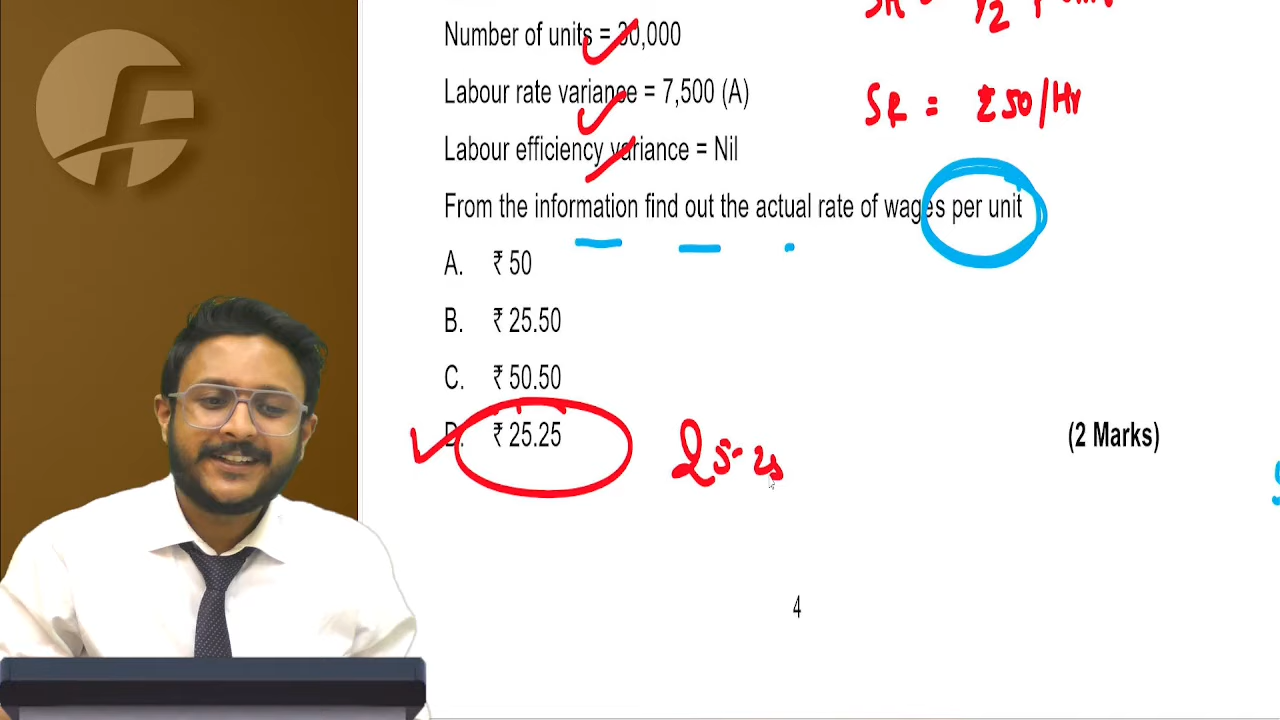 Number of units = 30,000
Labour rate variance = 7,500 (A)
SR = ₹50/Hr
Labour efficiency variance = Nil
From the information find out the actual rate of wages per unit
A. ₹ 50
B. ₹ 25.50
C. ₹ 50.50
D. ₹ 25.25
25.25
(2 Marks)
4